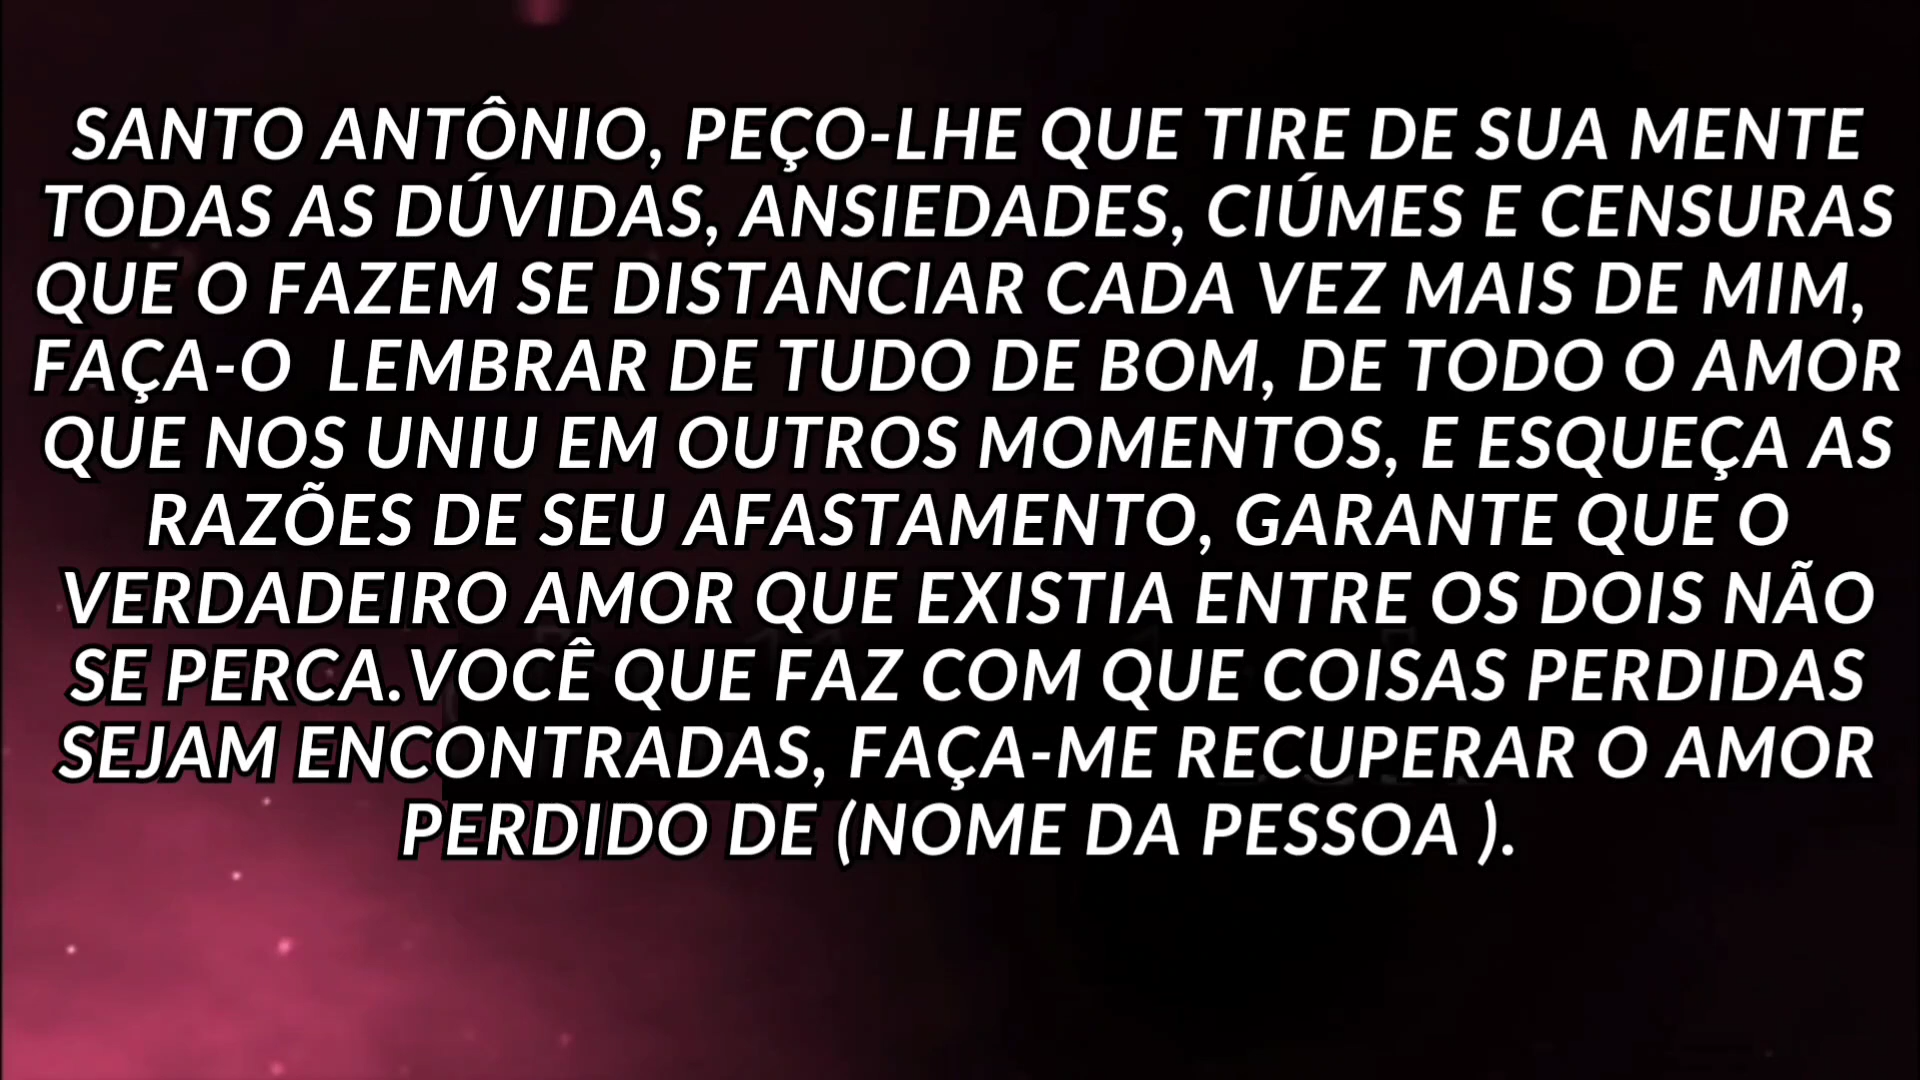 SANTO ANTÔNIO, PEÇO-LHE QUE TIRE DE SUA MENTE
TODAS AS DÚVIDAS, ANSIEDADES, CIÚMES E CENSURAS
QUE O FAZEM SE DISTANCIAR CADA VEZ MAIS DE MIM,
FAÇA-O LEMBRAR DE TUDO DE BOM, DE TODO O AMOR
QUE NOS UNIU EM OUTROS MOMENTOS, E ESQUEÇA AS
RAZÕES DE SEU AFASTAMENTO, GARANTE QUE O
VERDADEIRO AMOR QUE EXISTIA ENTRE OS DOIS NÃO
SE PERCA.VOCÊ QUE FAZ COM QUE COISAS PERDIDAS
SEJAM ENCONTRADAS, FAÇA-ME RECUPERAR O AMOR
PERDIDO DE (NOME DA PESSOA ).